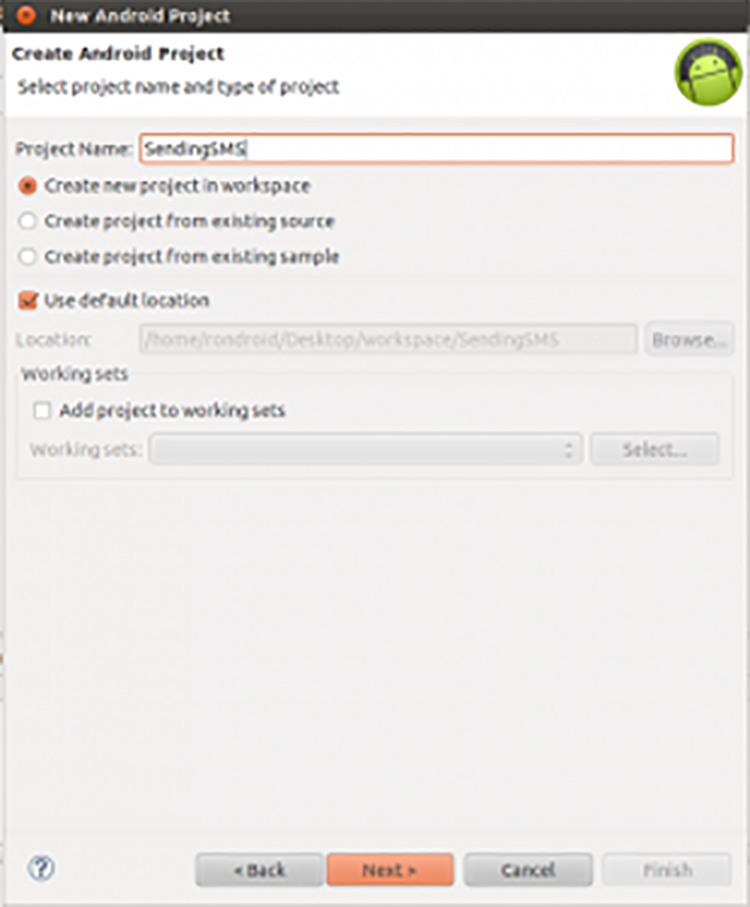 New Android Project
Create Android Project
Select project name and type of project
Project Name: SendingSMS
Create new project in workspace
Create project from existing source
Create project from existing sample
Use default location
Location: /home/rondroid/Desktop/workspace/SendingSMS Browse...
Working sets
Add project to working sets
Working sets: Select...
? < Back Next > Cancel Finish